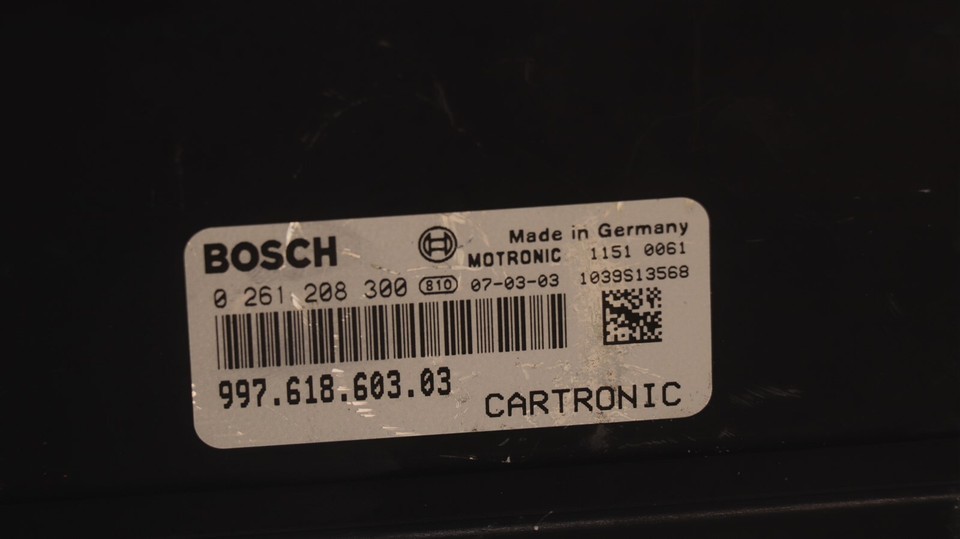 BOSCH
Made in Germany
MOTRONIC 1151 0061
0 261 208 300 810 07-03-03 1039S13568
997.618.603.03
CARTRONIC